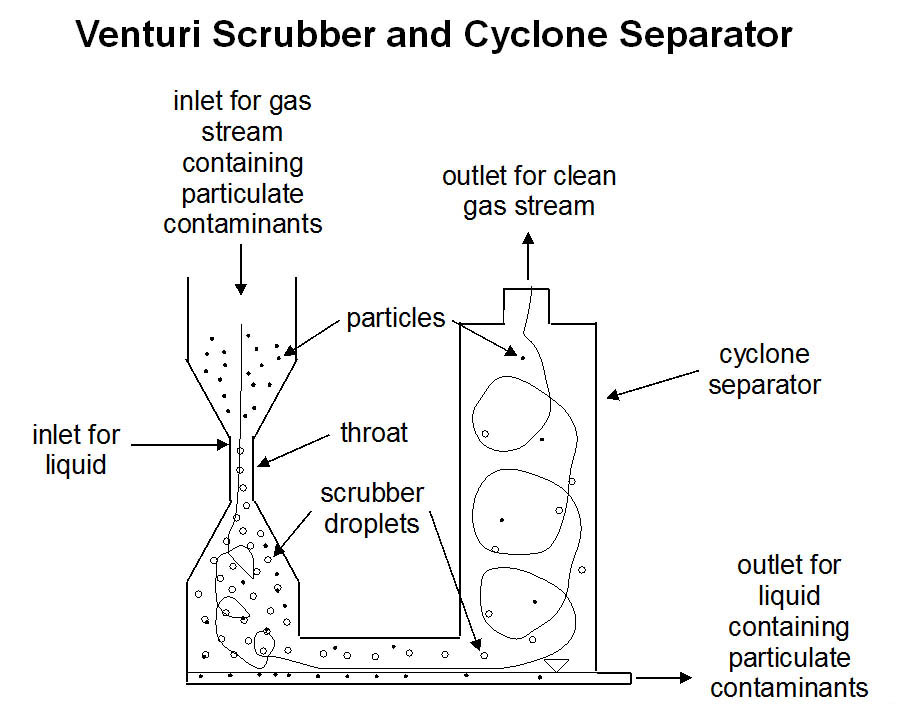 Venturi Scrubber and Cyclone Separator
inlet for gas
stream
containing
particulate
contaminants
outlet for clean
gas stream
particles
cyclone
separator
inlet for
liquid
throat
scrubber
droplets
outlet for
liquid
containing
particulate
contaminants